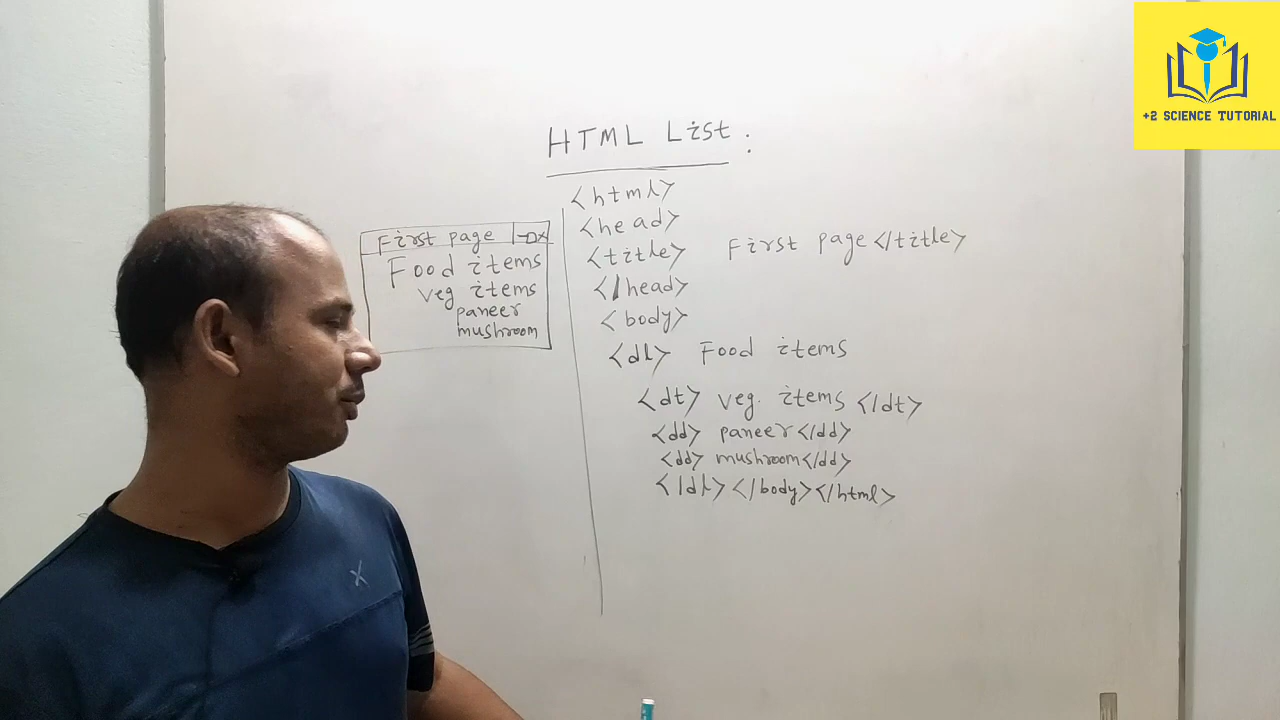 +2 SCIENCE TUTORIAL
HTML List :
First page -□x
Food items
veg items
paneer
mushroom
<html>
<head>
<title> First page </title>
</head>
<body>
<dl> Food items
<dt> veg. items </dt>
<dd> paneer </dd>
<dd> mushroom </dd>
</dl> </body> </html>